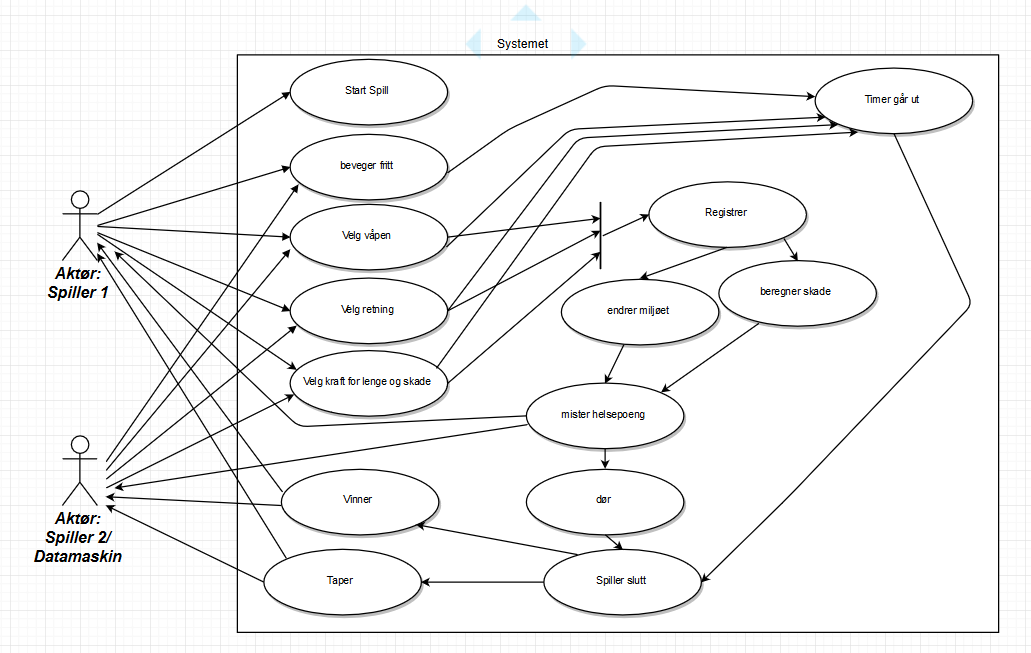 Systemet
Start Spill
Timer går ut
beveger fritt
Velg våpen
Registrer
Aktør:
Spiller 1
Velg retning
endrer miljøet
beregner skade
Velg kraft for lenge og skade
mister helsepoeng
Vinner
dør
Aktør:
Spiller 2/
Datamaskin
Taper
Spiller slutt